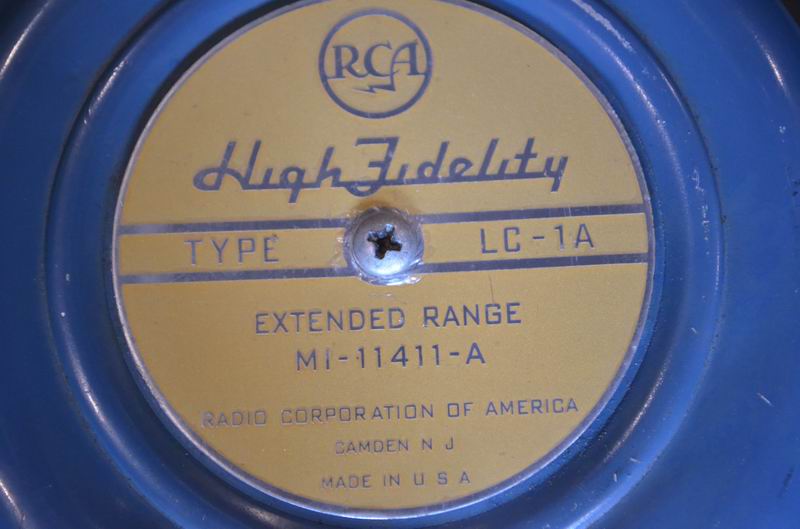 RCA
High Fidelity
TYPE LC-1A
EXTENDED RANGE
MI-11411-A
RADIO CORPORATION OF AMERICA
CAMDEN N J
MADE IN U S A